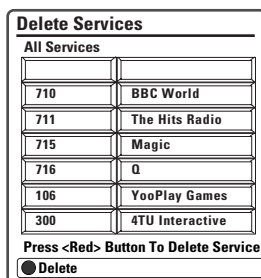 Delete Services
All Services
710 BBC World
711 The Hits Radio
715 Magic
716 Q
106 YooPlay Games
300 4TU Interactive
Press <Red> Button To Delete Service
Delete